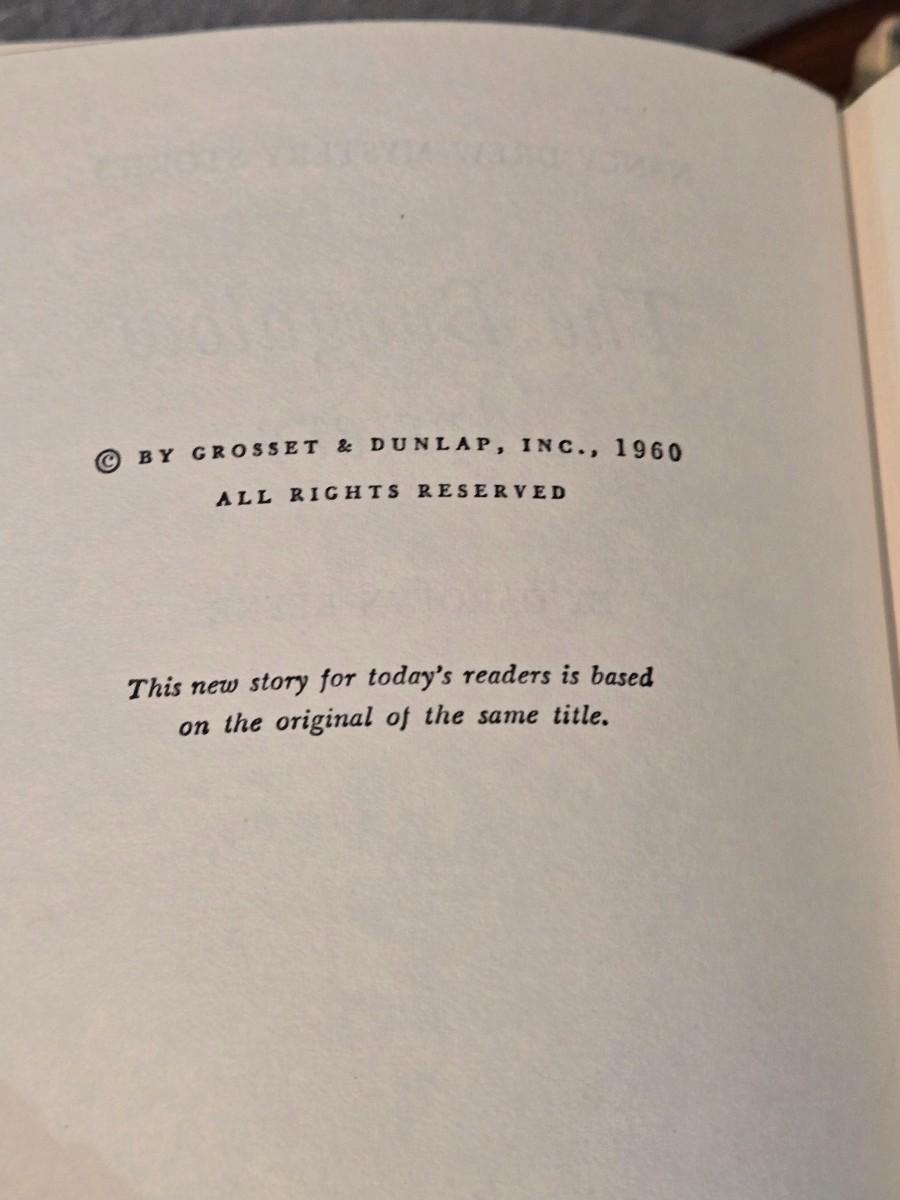 © BY GROSSET & DUNLAP, INC., 1960
ALL RIGHTS RESERVED
This new story for today's readers is based
on the original of the same title.